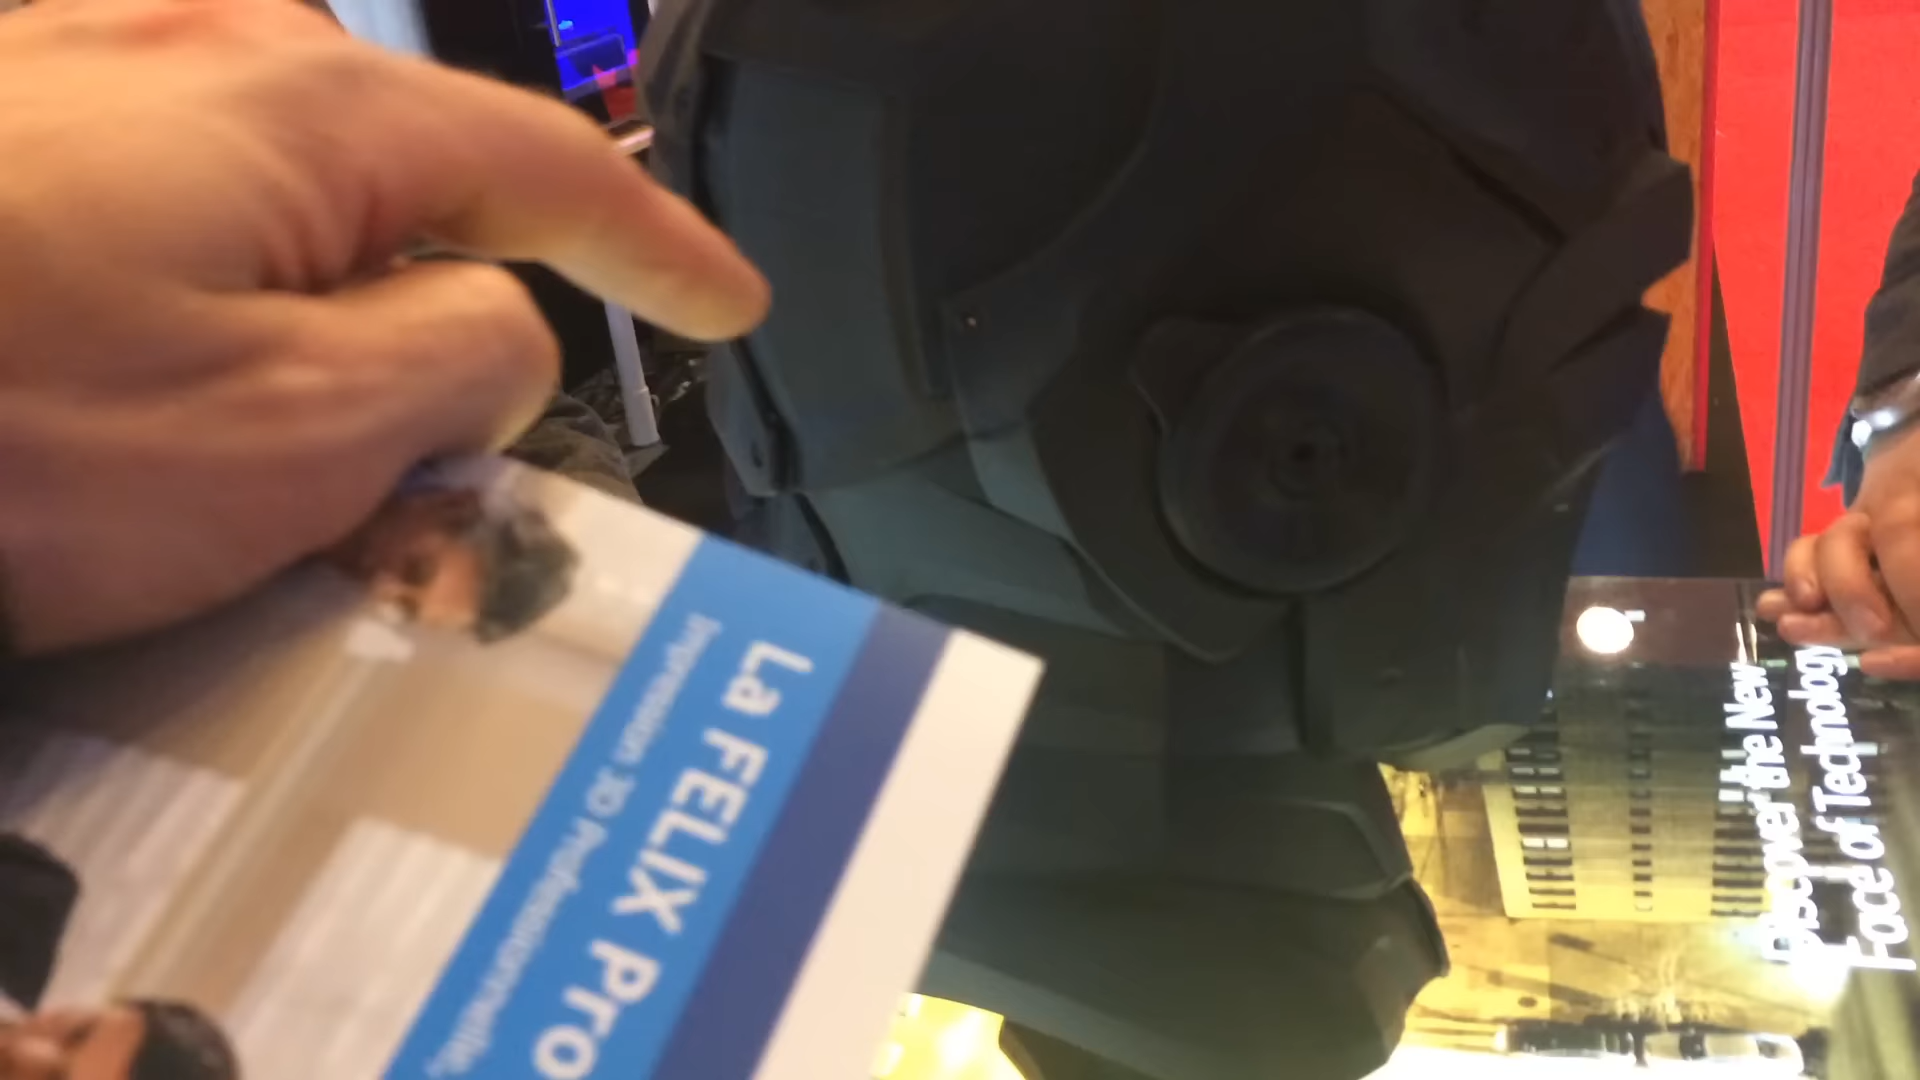 La FELIX Pro
Impression 3D Professionnelle,
Discover the New
Face of Technology